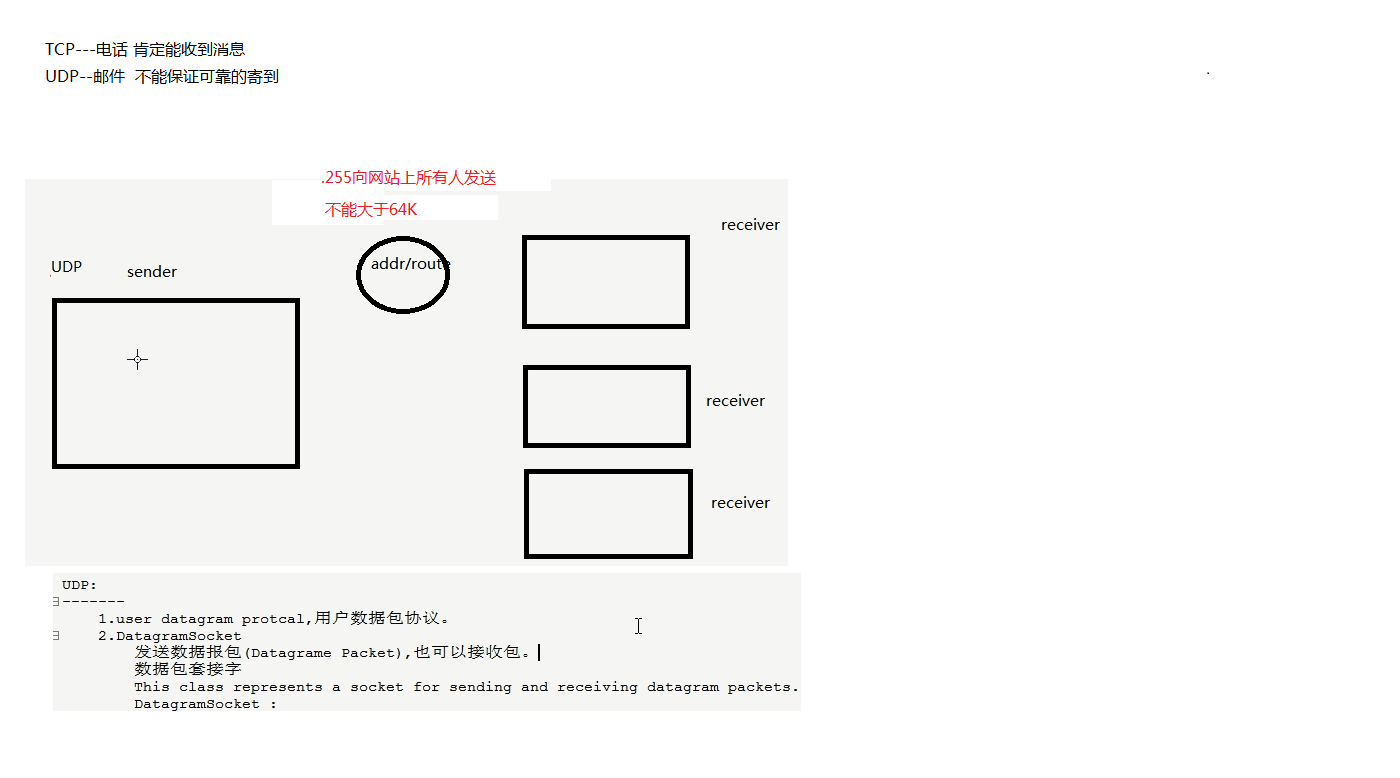 TCP---电话 肯定能收到消息
UDP--邮件 不能保证可靠的寄到
.255向网站上所有人发送
不能大于64K
receiver
UDP
sender
addr/route
receiver
receiver
UDP:
-------
1.user datagram protcal,用户数据包协议。
2.DatagramSocket
发送数据报包(Datagrame Packet),也可以接收包。
数据包套接字
This class represents a socket for sending and receiving datagram packets.
DatagramSocket :